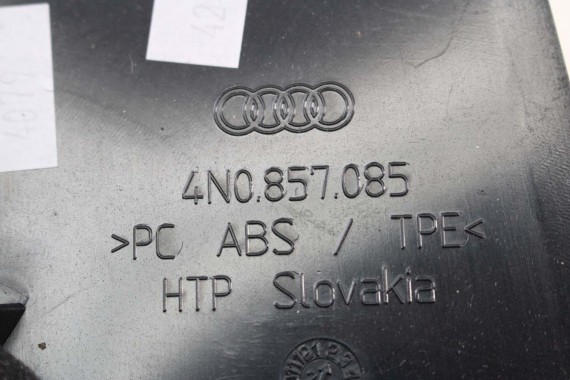 4N0.857.085
>PC ABS / TPE<
HTP Slovakia